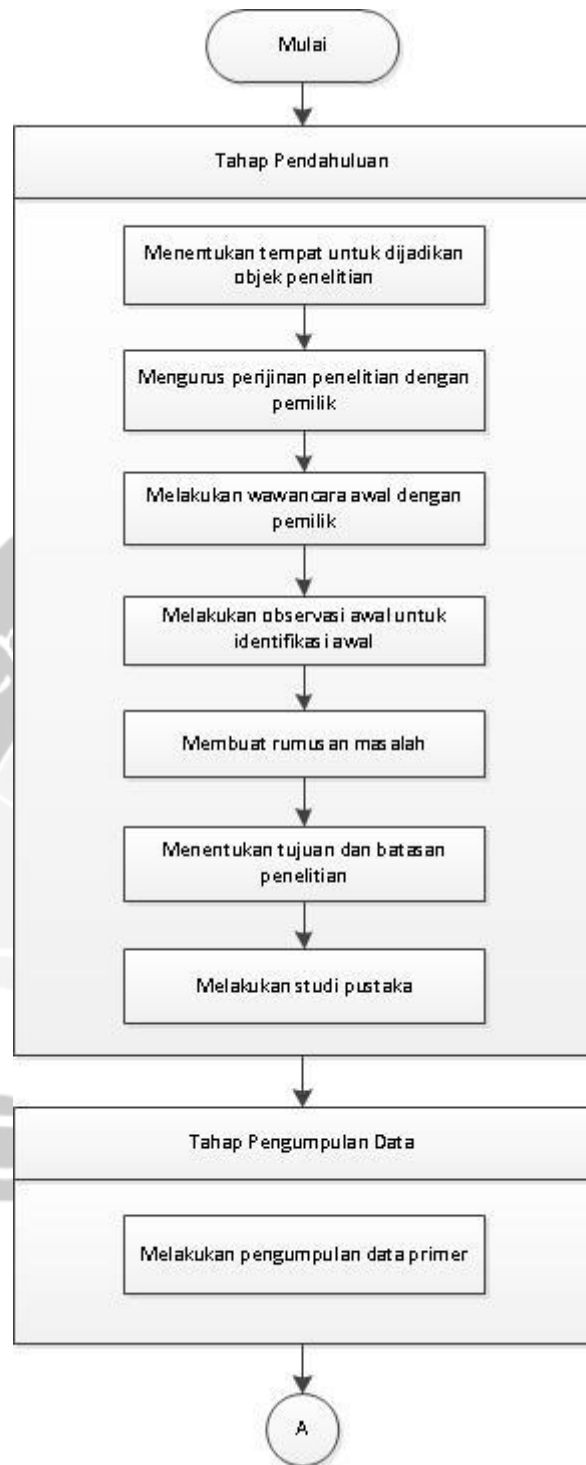 Mulai
Tahap Pendahuluan
Menentukan tempat untuk dijadikan
objek penelitian
Mengurus perijinan penelitian dengan
pemilik
Melakukan wawancara awal dengan
pemilik
Melakukan observasi awal untuk
identifikasi awal
Membuat rumusan masalah
Menentukan tujuan dan batasan
penelitian
Melakukan studi pustaka
Tahap Pengumpulan Data
Melakukan pengumpulan data primer
A